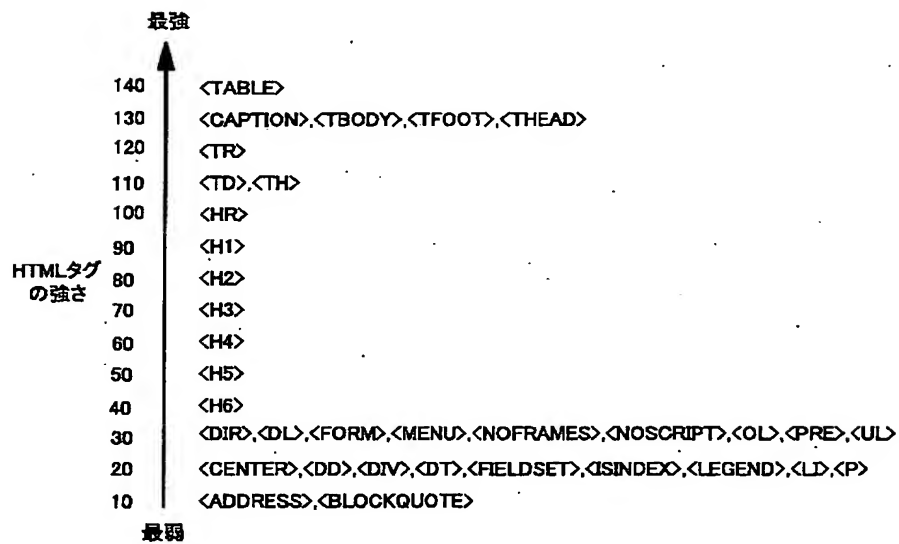 最強
140 <TABLE>
130 <CAPTION>,<TBODY>,<TFOOT>,<THEAD>
120 <TR>
110 <TD>,<TH>
100 <HR>
90 <H1>
HTMLタグ
の強さ
80 <H2>
70 <H3>
60 <H4>
50 <H5>
40 <H6>
30 <DIR>,<DL>,<FORM>,<MENU>,<NOFRAMES>,<NOSCRIPT>,<OL>,<PRE>,<UL>
20 <CENTER>,<DD>,<DIV>,<DT>,<FIELDSET>,<ISINDEX>,<LEGEND>,<LI>,<P>
10 <ADDRESS>,<BLOCKQUOTE>
最弱